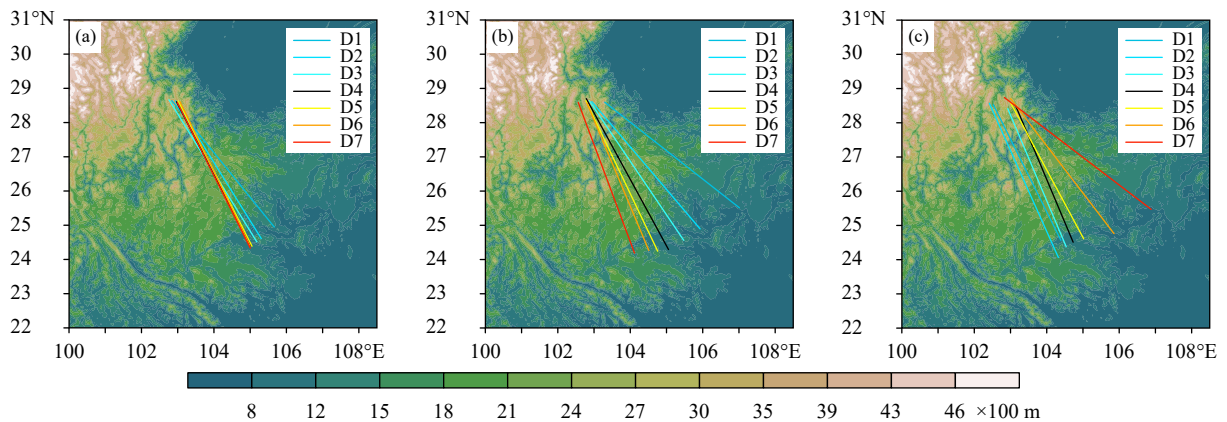 31°N
30
29
28
27
26
25
24
23
22
(a)
D1
D2
D3
D4
D5
D6
D7
100 102 104 106 108°E
31°N
30
29
28
27
26
25
24
23
22
(b)
D1
D2
D3
D4
D5
D6
D7
100 102 104 106 108°E
31°N
30
29
28
27
26
25
24
23
22
(c)
D1
D2
D3
D4
D5
D6
D7
100 102 104 106 108°E
8 12 15 18 21 24 27 30 35 39 43 46 ×100 m